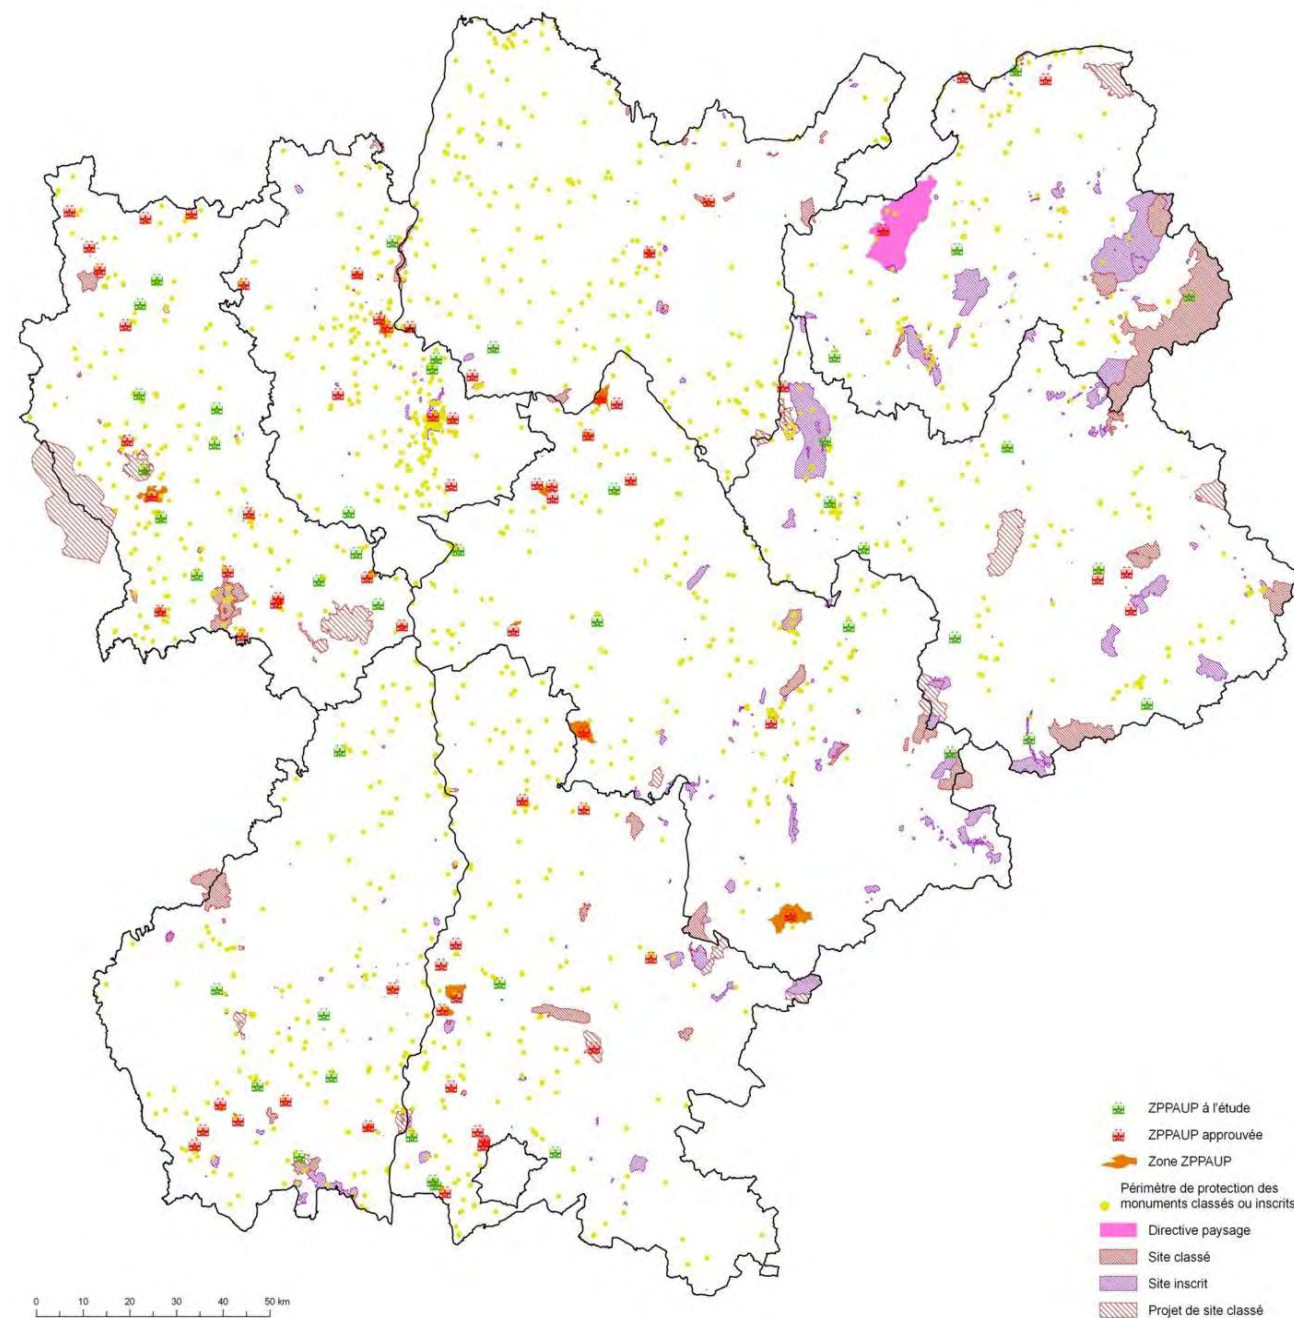 ZPPAUP à l'étude
ZPPAUP approuvée
Zone ZPPAUP
Périmètre de protection des
monuments classés ou inscrits
Directive paysage
Site classé
Site inscrit
Projet de site classé
0 10 20 30 40 50 km